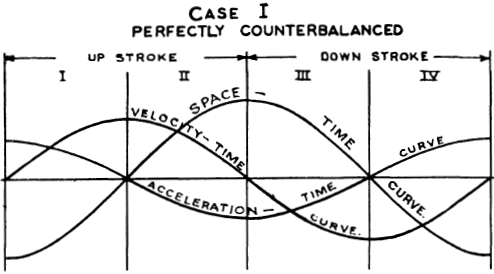 CASE I
PERFECTLY COUNTERBALANCED
UP STROKE
DOWN STROKE
I II III IV
SPACE - TIME CURVE.
VELOCITY - TIME CURVE.
ACCELERATION - TIME CURVE